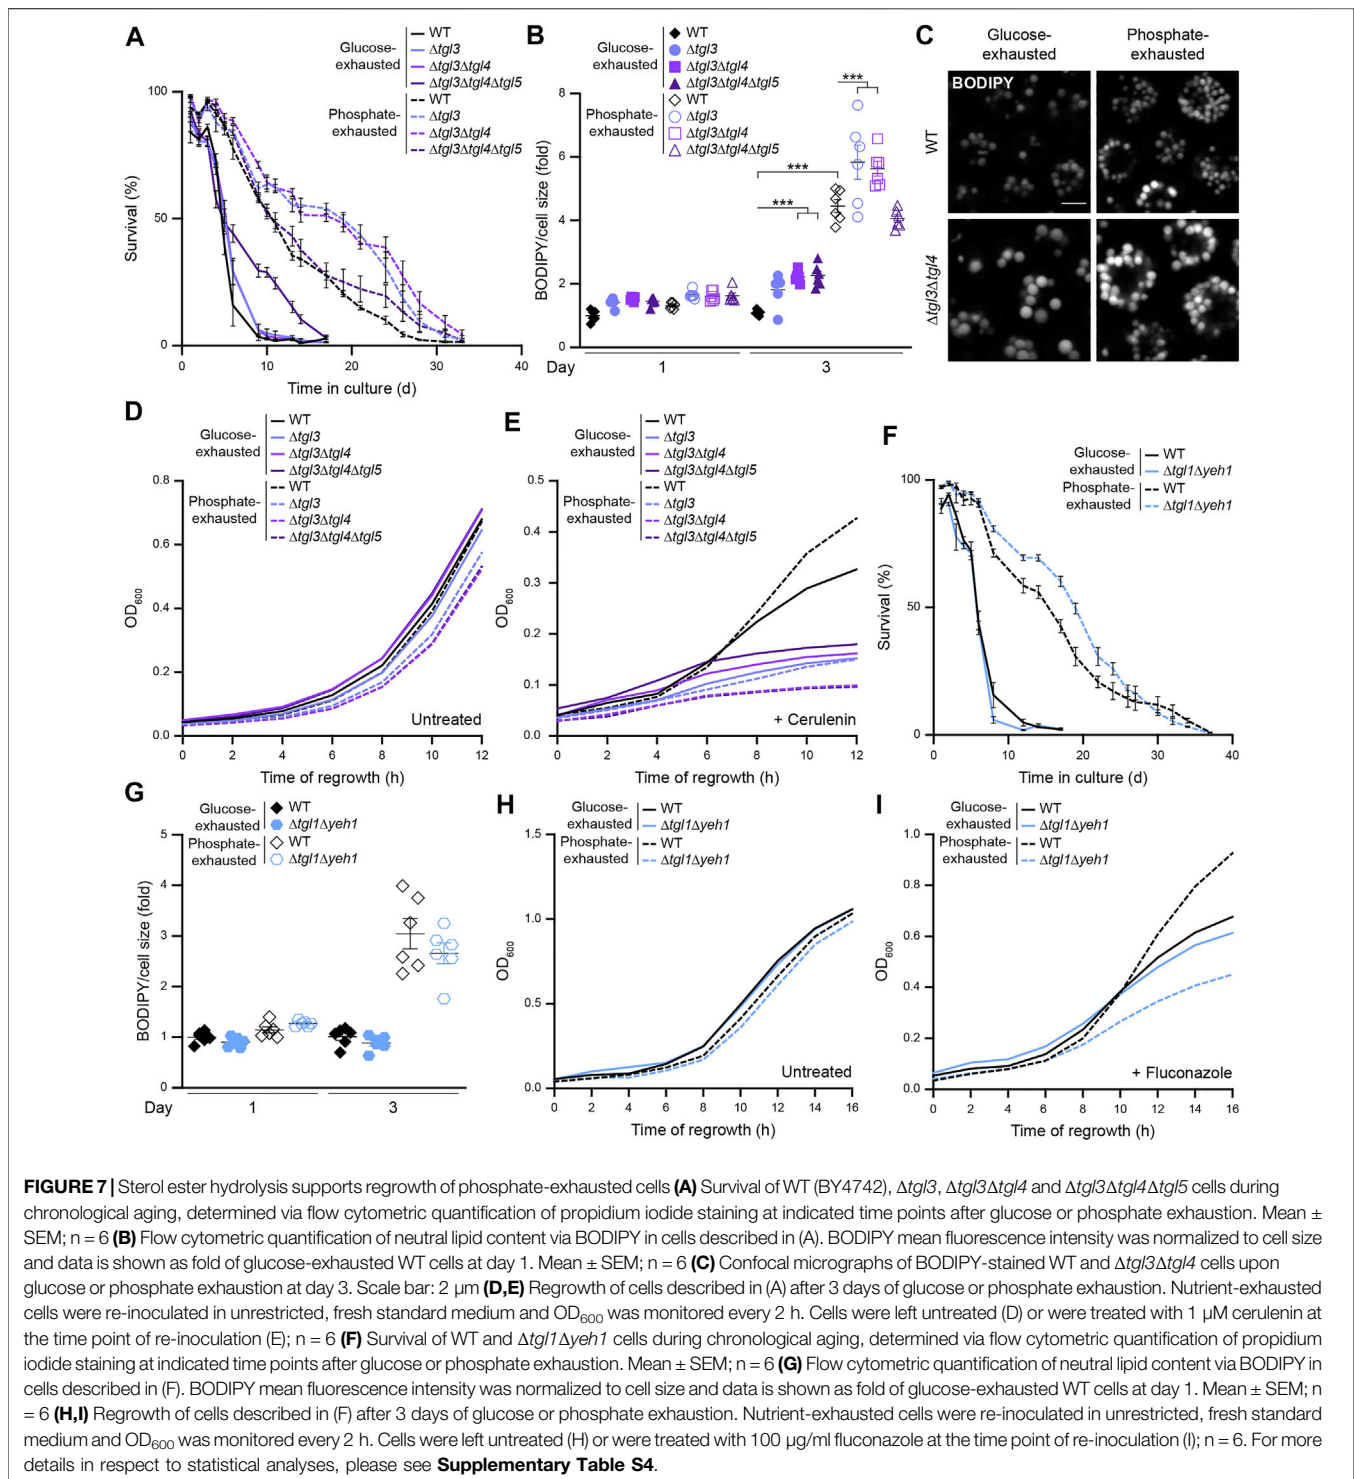 A
Glucose-exhausted
WT
Δtgl3
Δtgl3Δtgl4
Δtgl3Δtgl4Δtgl5
Phosphate-exhausted
WT
Δtgl3
Δtgl3Δtgl4
Δtgl3Δtgl4Δtgl5
Survival (%)
100
50
0
0 10 20 30 40
Time in culture (d)
B
Glucose-exhausted
WT
Δtgl3
Δtgl3Δtgl4
Δtgl3Δtgl4Δtgl5
Phosphate-exhausted
WT
Δtgl3
Δtgl3Δtgl4
Δtgl3Δtgl4Δtgl5
BODIPY/cell size (fold)
8
6
4
2
0
***
***
***
Day 1 3
C
Glucose-exhausted
Phosphate-exhausted
BODIPY
WT
Δtgl3Δtgl4
D
Glucose-exhausted
WT
Δtgl3
Δtgl3Δtgl4
Δtgl3Δtgl4Δtgl5
Phosphate-exhausted
WT
Δtgl3
Δtgl3Δtgl4
Δtgl3Δtgl4Δtgl5
OD600
0.8
0.6
0.4
0.2
0.0
Untreated
0 2 4 6 8 10 12
Time of regrowth (h)
E
Glucose-exhausted
WT
Δtgl3
Δtgl3Δtgl4
Δtgl3Δtgl4Δtgl5
Phosphate-exhausted
WT
Δtgl3
Δtgl3Δtgl4
Δtgl3Δtgl4Δtgl5
OD600
0.5
0.4
0.3
0.2
0.1
0.0
+ Cerulenin
0 2 4 6 8 10 12
Time of regrowth (h)
F
Glucose-exhausted
WT
Δtgl1Δyeh1
Phosphate-exhausted
WT
Δtgl1Δyeh1
Survival (%)
100
50
0
0 10 20 30 40
Time in culture (d)
G
Glucose-exhausted
WT
Δtgl1Δyeh1
Phosphate-exhausted
WT
Δtgl1Δyeh1
BODIPY/cell size (fold)
5
4
3
2
1
0
Day 1 3
H
Glucose-exhausted
WT
Δtgl1Δyeh1
Phosphate-exhausted
WT
Δtgl1Δyeh1
OD600
1.5
1.0
0.5
0.0
Untreated
0 2 4 6 8 10 12 14 16
Time of regrowth (h)
I
Glucose-exhausted
WT
Δtgl1Δyeh1
Phosphate-exhausted
WT
Δtgl1Δyeh1
OD600
1.0
0.8
0.6
0.4
0.2
0.0
+ Fluconazole
0 2 4 6 8 10 12 14 16
Time of regrowth (h)
FIGURE 7 | Sterol ester hydrolysis supports regrowth of phosphate-exhausted cells (A) Survival of WT (BY4742), Δtgl3, Δtgl3Δtgl4 and Δtgl3Δtgl4Δtgl5 cells during
chronological aging, determined via flow cytometric quantification of propidium iodide staining at indicated time points after glucose or phosphate exhaustion. Mean ±
SEM; n = 6 (B) Flow cytometric quantification of neutral lipid content via BODIPY in cells described in (A). BODIPY mean fluorescence intensity was normalized to cell size
and data is shown as fold of glucose-exhausted WT cells at day 1. Mean ± SEM; n = 6 (C) Confocal micrographs of BODIPY-stained WT and Δtgl3Δtgl4 cells upon
glucose or phosphate exhaustion at day 3. Scale bar: 2 μm (D,E) Regrowth of cells described in (A) after 3 days of glucose or phosphate exhaustion. Nutrient-exhausted
cells were re-inoculated in unrestricted, fresh standard medium and OD600 was monitored every 2 h. Cells were left untreated (D) or were treated with 1 μM cerulenin at
the time point of re-inoculation (E); n = 6 (F) Survival of WT and Δtgl1Δyeh1 cells during chronological aging, determined via flow cytometric quantification of propidium
iodide staining at indicated time points after glucose or phosphate exhaustion. Mean ± SEM; n = 6 (G) Flow cytometric quantification of neutral lipid content via BODIPY in
cells described in (F). BODIPY mean fluorescence intensity was normalized to cell size and data is shown as fold of glucose-exhausted WT cells at day 1. Mean ± SEM; n
= 6 (H,I) Regrowth of cells described in (F) after 3 days of glucose or phosphate exhaustion. Nutrient-exhausted cells were re-inoculated in unrestricted, fresh standard
medium and OD600 was monitored every 2 h. Cells were left untreated (H) or were treated with 100 μg/ml fluconazole at the time point of re-inoculation (I); n = 6. For more
details in respect to statistical analyses, please see Supplementary Table S4.